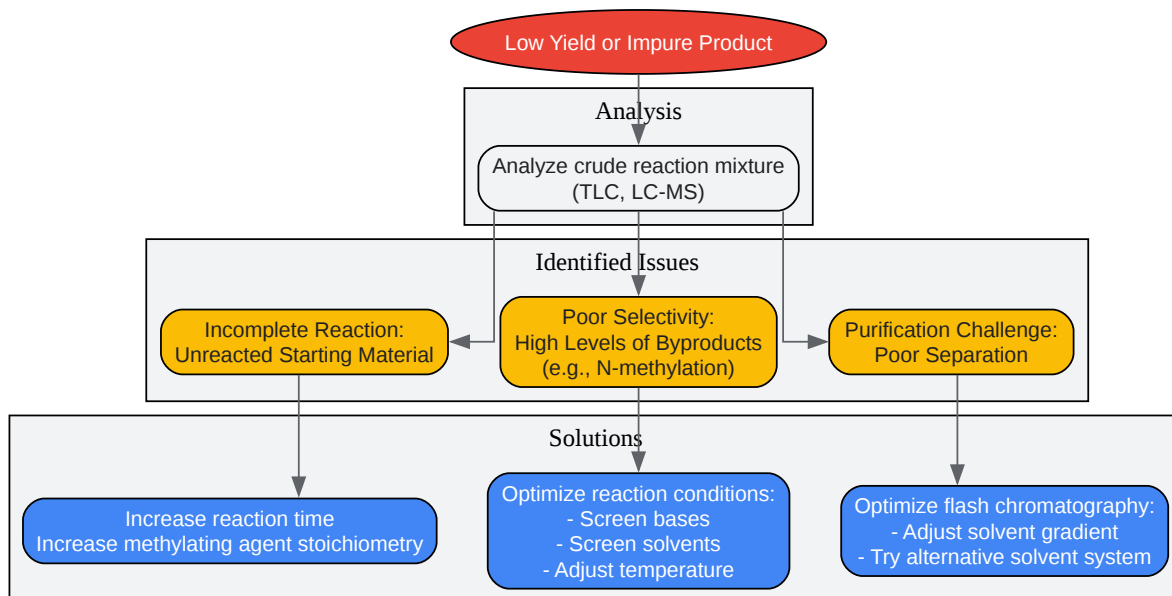 Low Yield or Impure Product
Analysis
Analyze crude reaction mixture
(TLC, LC-MS)
Identified Issues
Incomplete Reaction:
Unreacted Starting Material
Poor Selectivity:
High Levels of Byproducts
(e.g., N-methylation)
Purification Challenge:
Poor Separation
Solutions
Increase reaction time
Increase methylating agent stoichiometry
Optimize reaction conditions:
- Screen bases
- Screen solvents
- Adjust temperature
Optimize flash chromatography:
- Adjust solvent gradient
- Try alternative solvent system